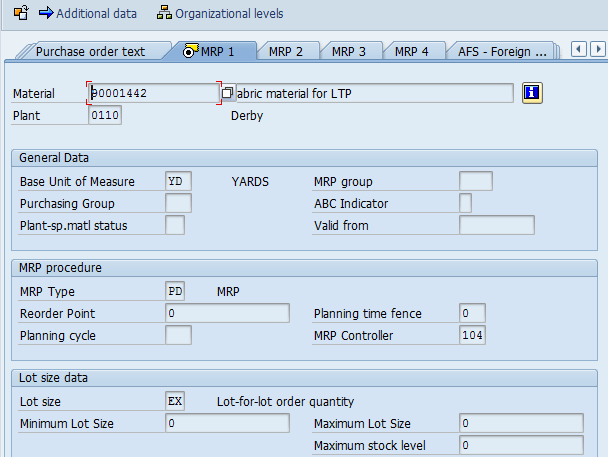 Additional data Organizational levels
Purchase order text MRP 1 MRP 2 MRP 3 MRP 4 AFS - Foreign ...
Material 90001442 abric material for LTP
Plant 0110 Derby
General Data
Base Unit of Measure YD YARDS MRP group
Purchasing Group ABC Indicator
Plant-sp.matl status Valid from
MRP procedure
MRP Type PD MRP
Reorder Point 0 Planning time fence 0
Planning cycle MRP Controller 104
Lot size data
Lot size EX Lot-for-lot order quantity
Minimum Lot Size 0 Maximum Lot Size 0
Maximum stock level 0